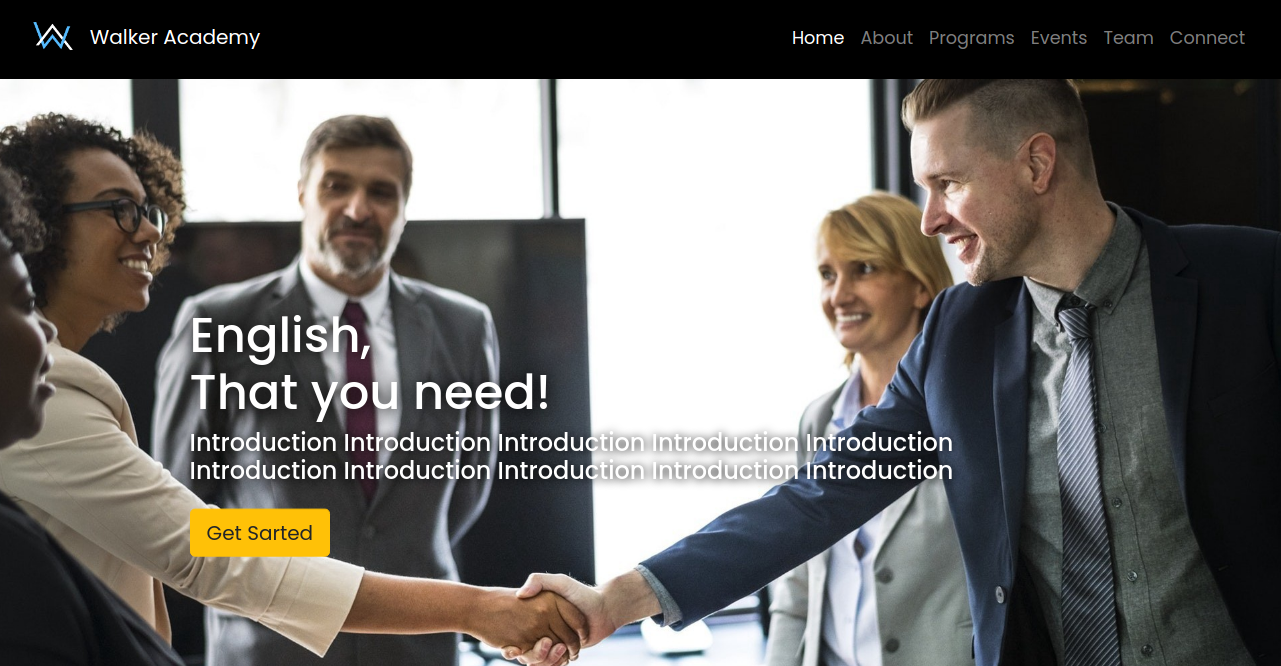 Walker Academy
Home About Programs Events Team Connect
English,
That you need!
Introduction Introduction Introduction Introduction Introduction
Introduction Introduction Introduction Introduction Introduction
Get Sarted